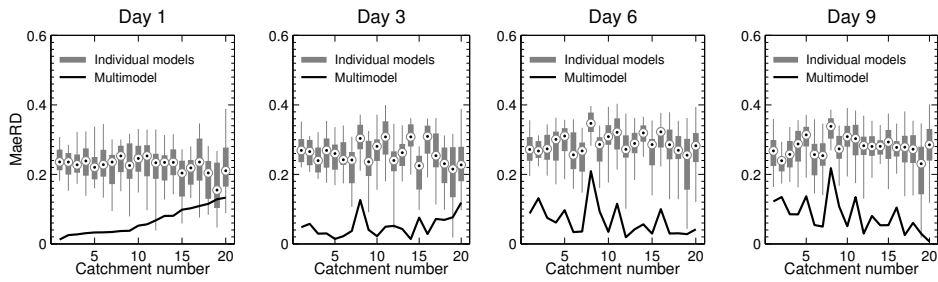 Day 1
0.6
0.4
0.2
0
MaeRD
Individual models
Multimodel
5 10 15 20
Catchment number
Day 3
0.6
0.4
0.2
0
Individual models
Multimodel
5 10 15 20
Catchment number
Day 6
0.6
0.4
0.2
0
Individual models
Multimodel
5 10 15 20
Catchment number
Day 9
0.6
0.4
0.2
0
Individual models
Multimodel
5 10 15 20
Catchment number